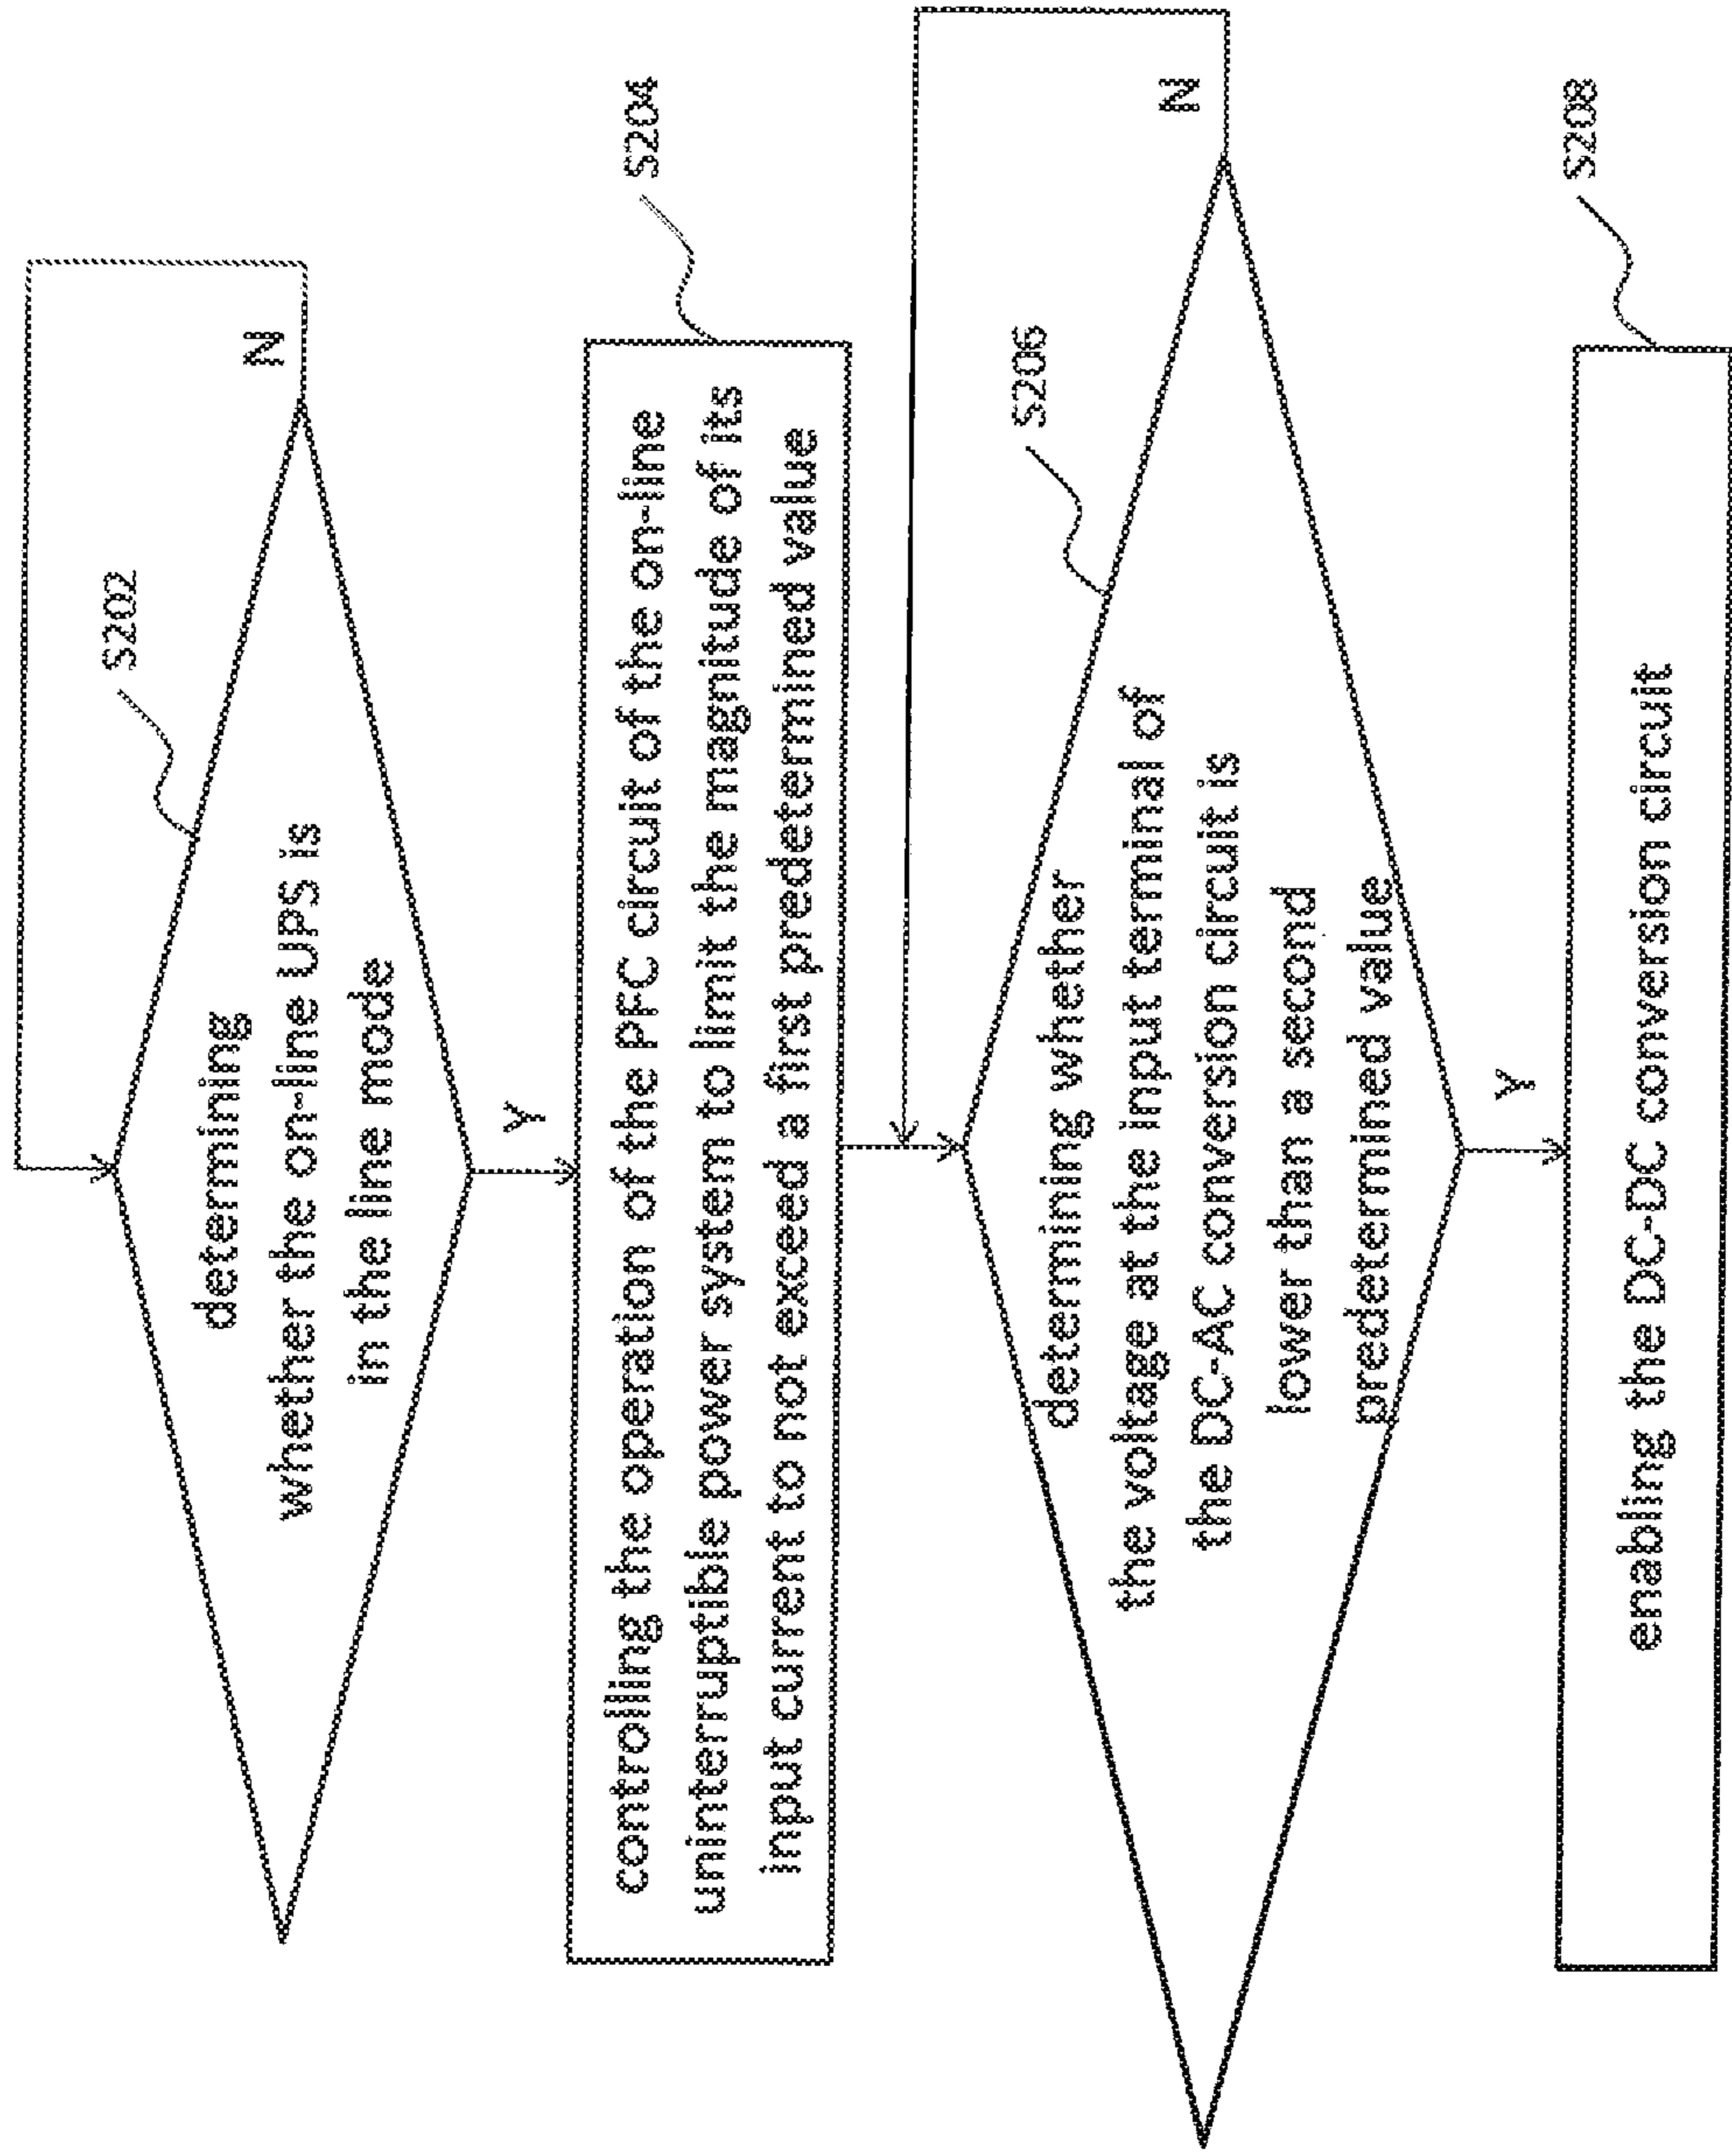 S202
determining
whether the on-line UPS is
in the line mode
N
Y
S204
controlling the operation of the PFC circuit of the on-line
uninterruptible power system to limit the magnitude of its
input current to not exceed a first predetermined value
S206
determining whether
the voltage at the input terminal of
the DC-AC conversion circuit is
lower than a second
predetermined value
N
Y
S208
enabling the DC-DC conversion circuit